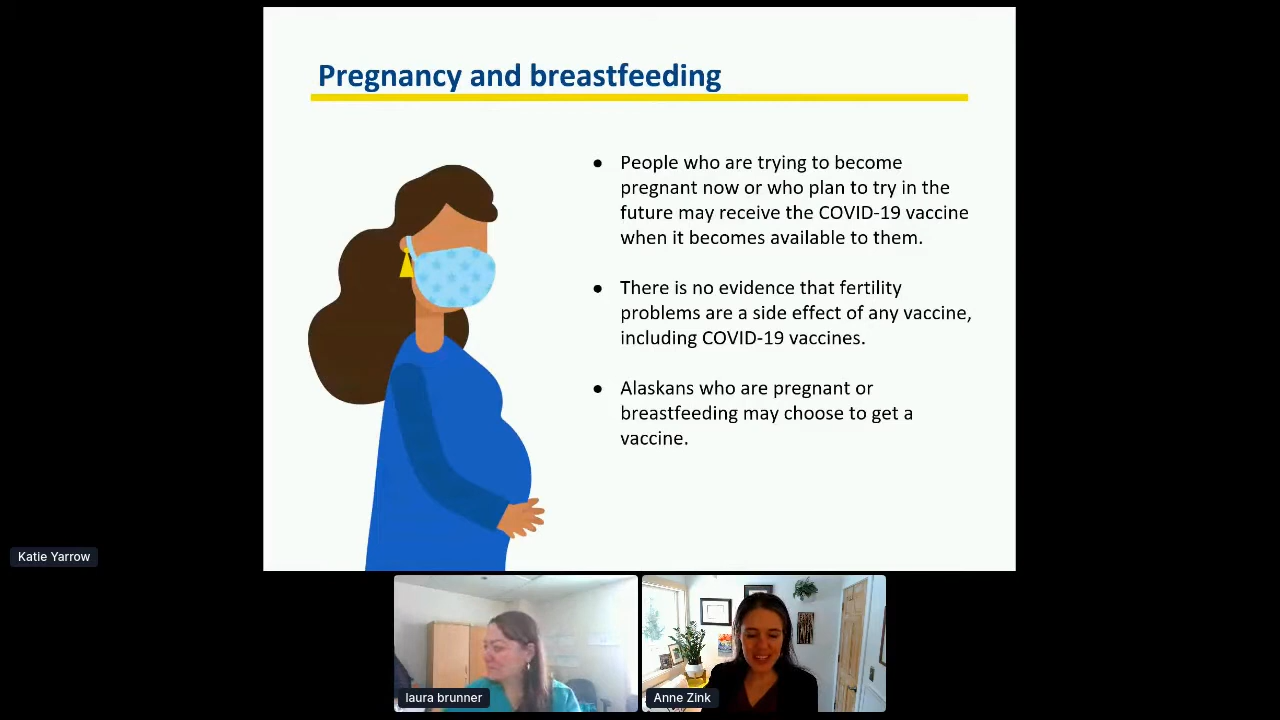 Pregnancy and breastfeeding
● People who are trying to become
pregnant now or who plan to try in the
future may receive the COVID-19 vaccine
when it becomes available to them.
● There is no evidence that fertility
problems are a side effect of any vaccine,
including COVID-19 vaccines.
● Alaskans who are pregnant or
breastfeeding may choose to get a
vaccine.
Katie Yarrow
laura brunner
Anne Zink